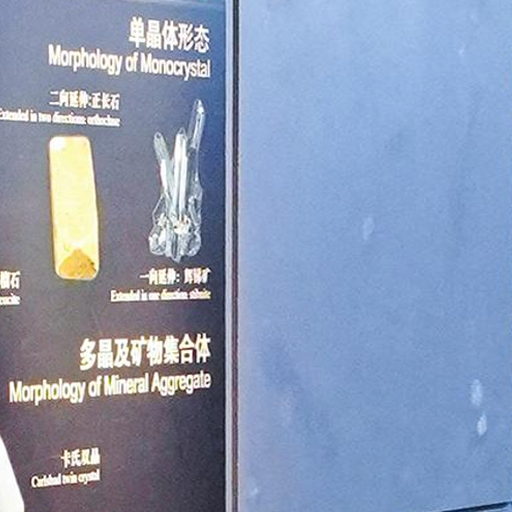 单晶体形态
Morphology of Monocrystal
二向延伸:正长石
Extended in two directions: orthoclase
一向延伸：辉锑矿
Extended in one direction: stibnite
多晶及矿物集合体
Morphology of Mineral Aggregate
卡氏双晶
Carlsbad twin crystal